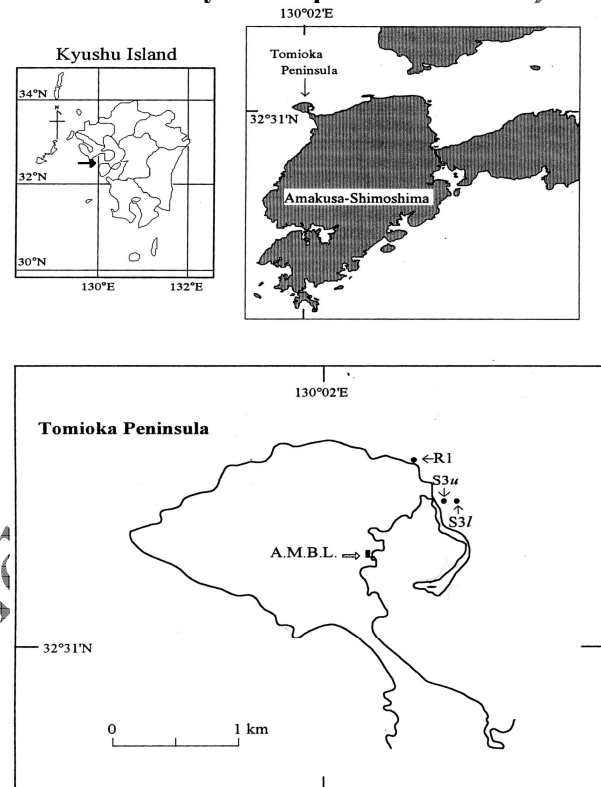 130°02'E
Kyushu Island
Tomioka
Peninsula
34°N
N
32°31'N
32°N
Amakusa-Shimoshima
30°N
130°E
132°E
130°02'E
Tomioka Peninsula
←R1
S3u
S3l
A.M.B.L.
32°31'N
0
1 km